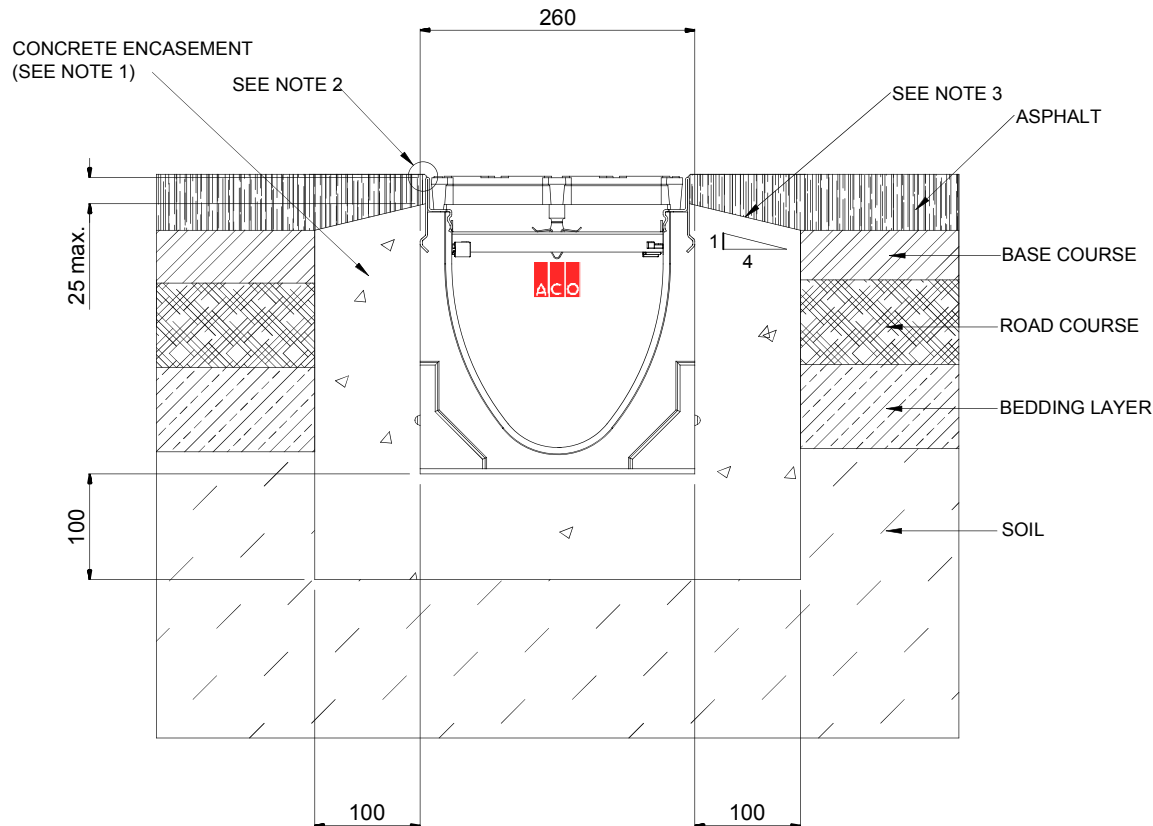 260
CONCRETE ENCASEMENT
(SEE NOTE 1)
SEE NOTE 2
SEE NOTE 3
ASPHALT
25 max.
1
4
BASE COURSE
ACO
ROAD COURSE
BEDDING LAYER
100
SOIL
100
100